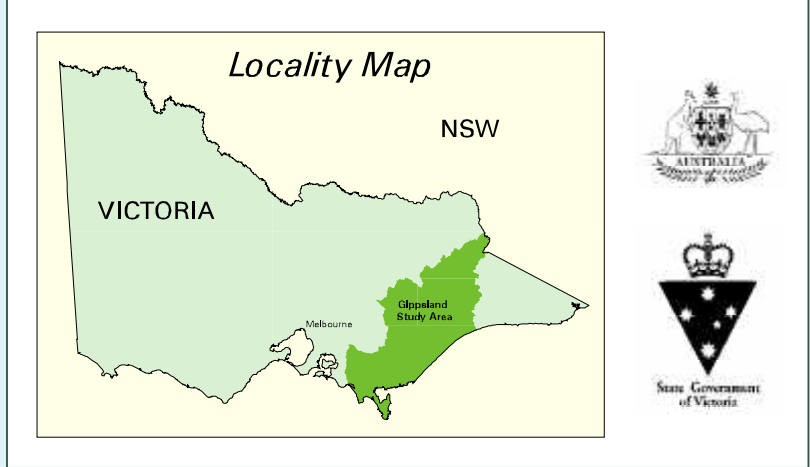 Locality Map
NSW
VICTORIA
Gippsland
Study Area
Melbourne
AUSTRALIA
State Government
of Victoria